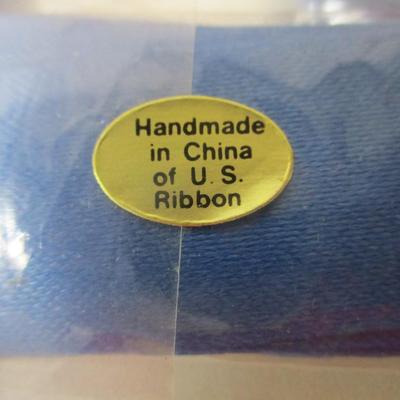 Handmade
in China
of U.S.
Ribbon